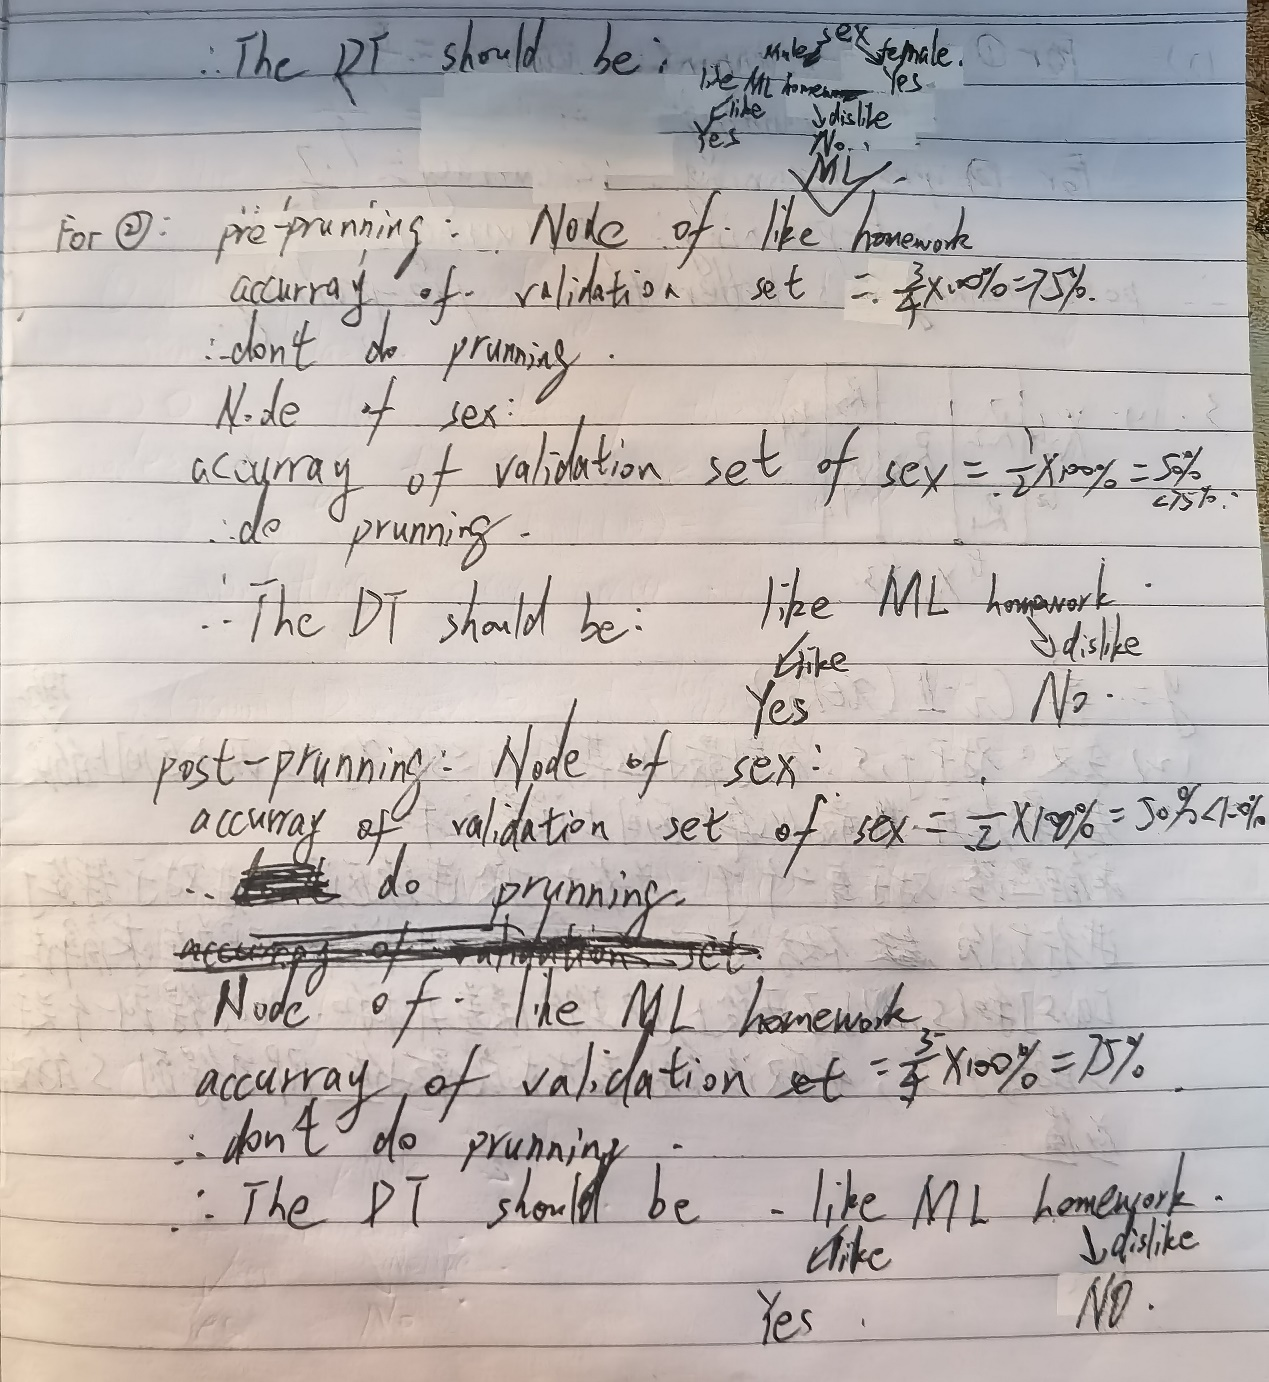 ∴ The DT should be:
sex
male female.
like ML homework Yes
like dislike
Yes No.
ML
For ②: pre-prunning: Node of like homework
accurray of validation set = 3/4 ×100%=75%.
∴ don't do prunning.
Node of sex:
accurray of validation set of sex = 1/2 ×100% = 50%
<75%.
∴ do prunning.
∴ The DT should be: like ML homework.
like dislike
Yes No.
post-prunning: Node of sex:
accurray of validation set of sex = 1/2 ×100% = 50%
∴ do prunning.
accurray of validation set
Node of like ML homework
accurray of validation set = 3/4 ×100% = 75%.
∴ don't do prunning.
∴ The DT should be like ML homework.
like dislike
Yes. NO.